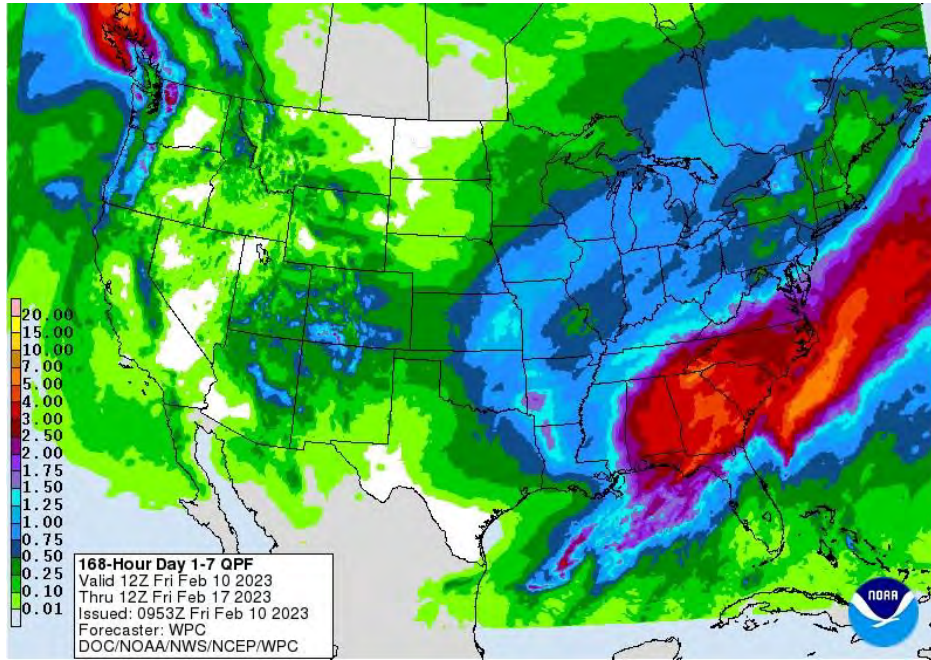 20.00
15.00
10.00
7.00
5.00
4.00
3.00
2.50
2.00
1.75
1.50
1.25
1.00
0.75
0.50
0.25
0.10
0.01
168-Hour Day 1-7 QPF
Valid 12Z Fri Feb 10 2023
Thru 12Z Fri Feb 17 2023
Issued: 0953Z Fri Feb 10 2023
Forecaster: WPC
DOC/NOAA/NWS/NCEP/WPC
NOAA